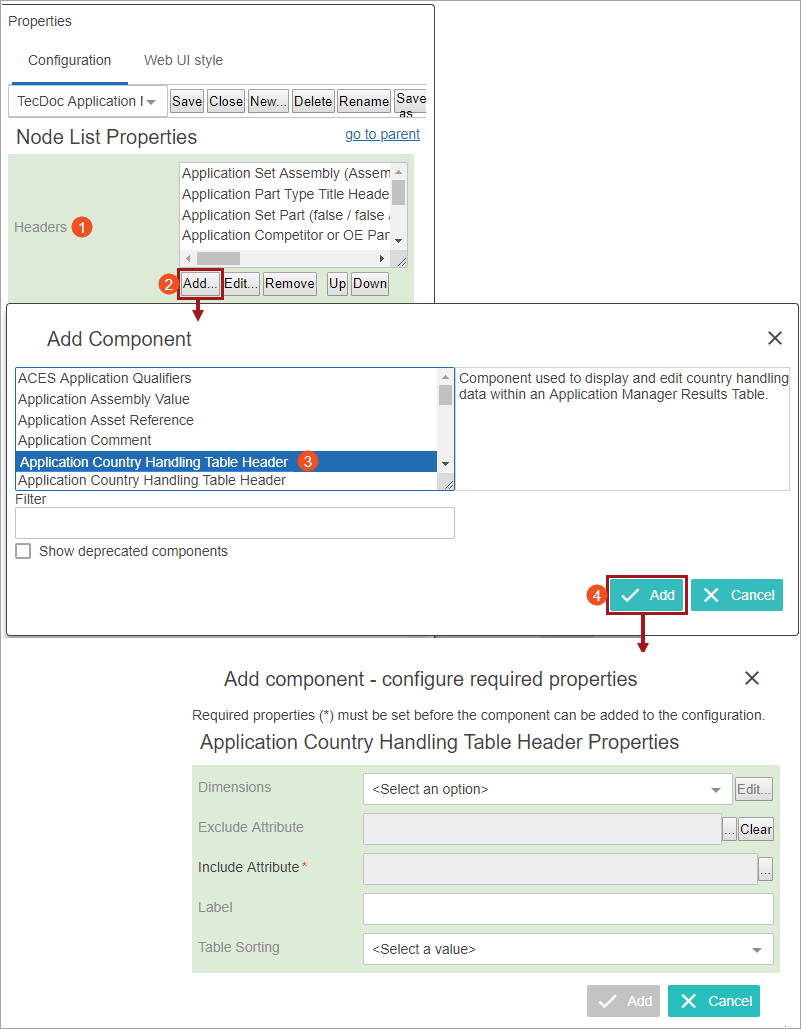 Properties
Configuration Web UI style
TecDoc Application Save Close New... Delete Rename Save as
Node List Properties go to parent
Application Set Assembly (Assem
Application Part Type Title Heade
Headers 1 Application Set Part (false / false
Application Competitor or OE Par
2 Add... Edit... Remove Up Down
Add Component
ACES Application Qualifiers
Application Assembly Value
Application Asset Reference
Application Comment
Application Country Handling Table Header 3
Application Country Handling Table Header
Component used to display and edit country handling
data within an Application Manager Results Table.
Filter
Show deprecated components
4 Add Cancel
Add component - configure required properties
Required properties (*) must be set before the component can be added to the configuration.
Application Country Handling Table Header Properties
Dimensions <Select an option> Edit...
Exclude Attribute ... Clear
Include Attribute* ...
Label
Table Sorting <Select a value>
Add Cancel